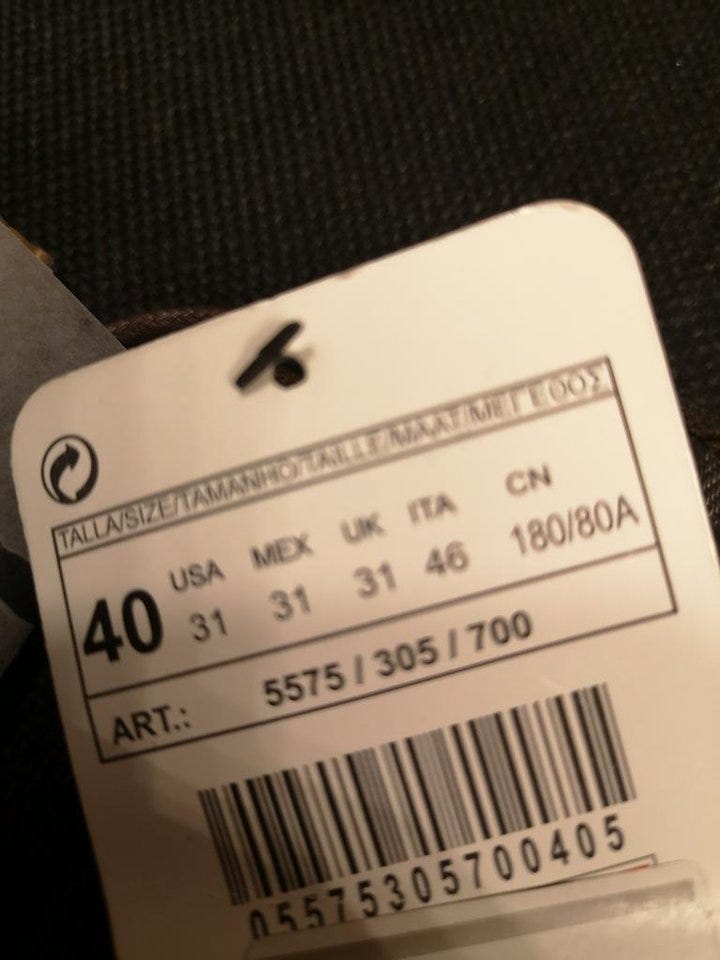 TALLA/SIZE/TAMANHO/TAILLE/MAAT/ΜΕΓΕΘΟΣ
USA MEX UK ITA CN
40 31 31 31 46 180/80A
ART.: 5575 / 305 / 700
05575305700405